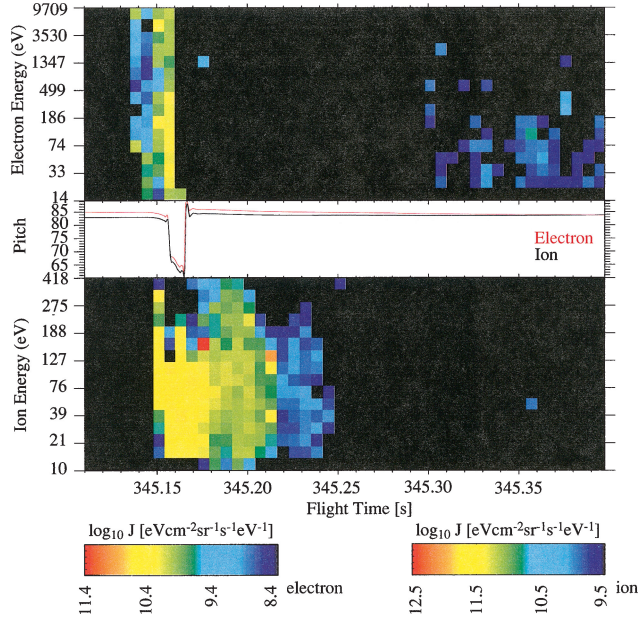 Electron Energy (eV)
9709
3530
1347
499
186
74
33
14
Pitch
85
80
75
70
65
Electron
Ion
Ion Energy (eV)
418
275
188
127
76
39
21
10
345.15 345.20 345.25 345.30 345.35
Flight Time [s]
log10 J [eVcm-2sr-1s-1eV-1]
11.4 10.4 9.4 8.4
electron
log10 J [eVcm-2sr-1s-1eV-1]
12.5 11.5 10.5 9.5
ion